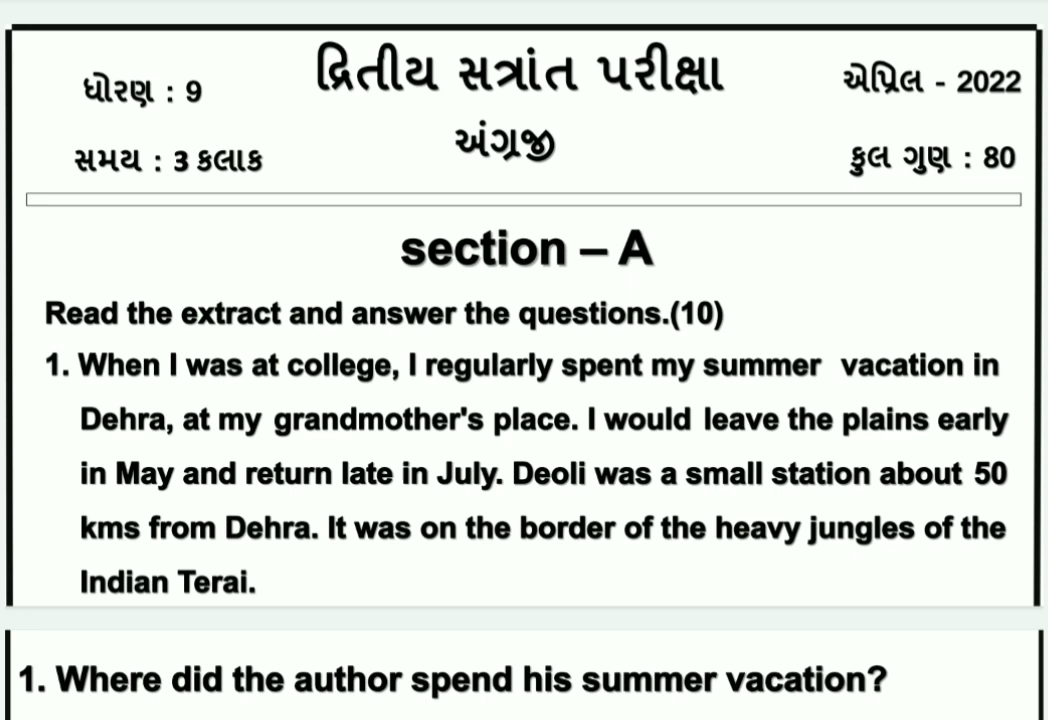 દ્રિતીય સત્રાંત પરીક્ષા
ધોરણ : 9
એપ્રિલ - 2022
અંગ્રજી
સમય : 3 કલાક
કુલ ગુણ : 80
section – A
Read the extract and answer the questions.(10)
1. When I was at college, I regularly spent my summer vacation in
Dehra, at my grandmother's place. I would leave the plains early
in May and return late in July. Deoli was a small station about 50
kms from Dehra. It was on the border of the heavy jungles of the
Indian Terai.
1. Where did the author spend his summer vacation?